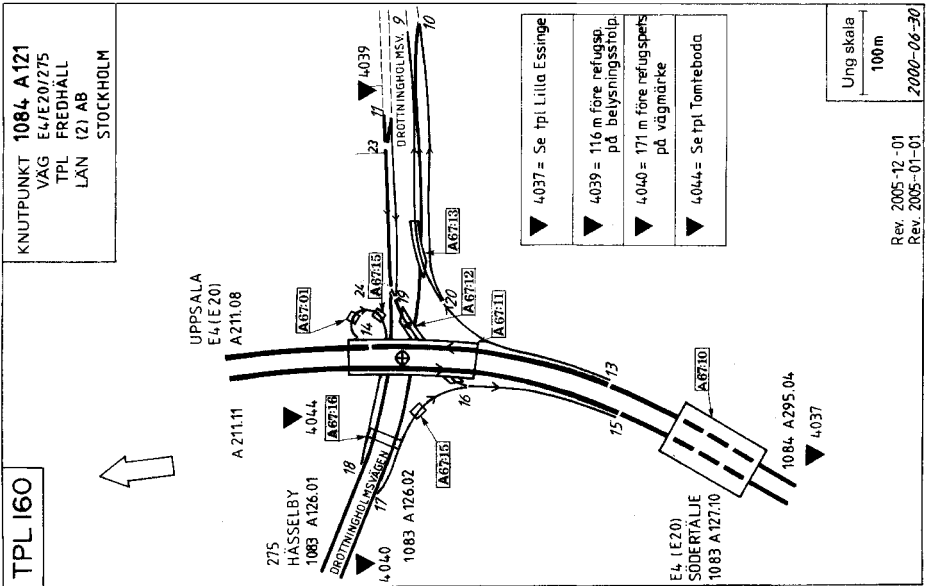 KNUTPUNKT 1084 A121
VÄG E4/E20/275
TPL FREDHÄLL
LÄN (2) AB
STOCKHOLM
TPL 160
UPPSALA
E4 (E20)
A211.08
A 211.11
4044
A67:16
A67:01
24
14
A67:15
23
11
4039
DROTTNINGHOLMSV.
9
10
19
A67:13
A67:12
120
A67:11
18
17
16
A67:15
DROTTNINGHOLMSVÄGEN
275
HÄSSELBY
1083 A126.01
4040
1083 A126.02
13
15
A67:10
1084 A295.04
4037
E4 (E20)
SÖDERTÄLJE
1083 A127.10
4037 = Se tpl Lilla Essinge
4039 = 116 m före refugsp.
på belysningsstolp.
4040 = 171 m före refugspets
på vägmärke
4044 = Se tpl Tomteboda
Ung skala
100m
2000-06-30
Rev. 2005-12-01
Rev. 2005-01-01